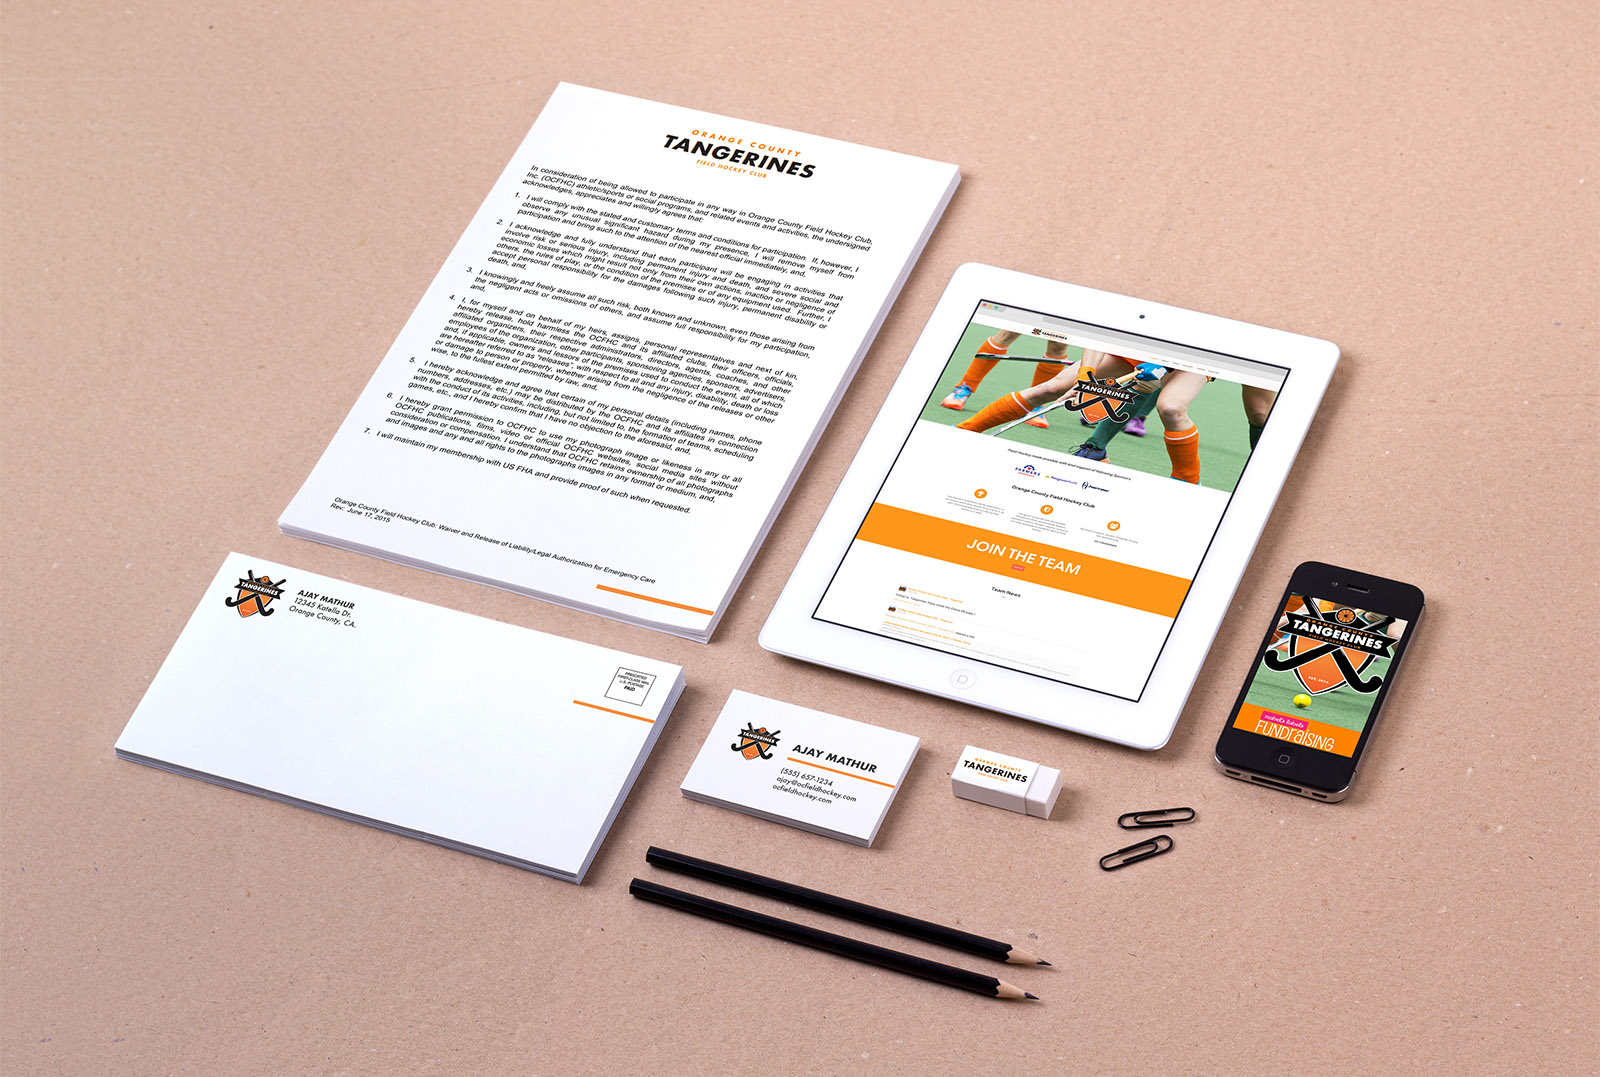 ORANGE COUNTY
TANGERINES
FIELD HOCKEY CLUB
In consideration of being allowed to participate in any way in Orange County Field Hockey Club,
Inc. (OCFHC) athletic/sports or social programs, and related events and activities, the undersigned
acknowledges, appreciates and willingly agrees that:
1. I will comply with the stated and customary terms and conditions for participation. If, however, I
observe any unusual significant hazard during my presence, I will remove myself from
participation and bring such to the attention of the nearest official immediately, and,
2. I acknowledge and fully understand that each participant will be engaging in activities that
involve risk or serious injury, including permanent injury and death, and severe social and
economic losses which might result not only from their own actions, inaction or negligence of
others, the rules of play, or the condition of the premises or of any equipment used. Further, I
accept personal responsibility for the damages following such injury, permanent disability or
death, and,
3. I knowingly and freely assume all such risk, both known and unknown, even those arising from
the negligent acts or omissions of others, and assume full responsibility for my participation,
and,
4. I, for myself and on behalf of my heirs, assigns, personal representatives and next of kin,
hereby release, hold harmless the OCFHC and its affiliated clubs, their officers, officials,
affiliated organizers, their respective administrators, directors, agents, coaches, and other
employees of the organization, other participants, sponsoring agencies, sponsors, advertisers,
and, if applicable, owners and lessors of the premises used to conduct the event, all of which
are hereafter referred to as "releases", with respect to all and any injury, disability, death or loss
or damage to person or property, whether arising from the negligence of the releases or other
wise, to the fullest extent permitted by law, and,
5. I hereby acknowledge and agree that certain of my personal details (including names, phone
numbers, addresses, etc.) may be distributed by the OCFHC and its affiliates in connection
with the conduct of its activities, including, but not limited to, the formation of teams, scheduling
games, etc., and I hereby confirm that I have no objection to the aforesaid, and,
6. I hereby grant permission to OCFHC to use my photograph image or likeness in any or all
OCFHC publications, films, video or official OCFHC websites, social media sites without
consideration or compensation. I understand that OCFHC retains ownership of all photographs
and images and any and all rights to the photographs images in any format or medium, and,
7. I will maintain my membership with US FHA and provide proof of such when requested.
Orange County Field Hockey Club: Waiver and Release of Liability/Legal Authorization for Emergency Care
Rev: June 17, 2015
TANGERINES
AJAY MATHUR
12345 Katella Dr.
Orange County, CA.
PRESORTED
FIRST-CLASS MAIL
U.S. POSTAGE
PAID
TANGERINES
AJAY MATHUR
(555) 657-1234
ajay@ocfieldhockey.com
ocfieldhockey.com
ORANGE COUNTY
TANGERINES
FIELD HOCKEY CLUB
TANGERINES
TANGERINES
Field Hockey made possible with kind support of following Sponsors
FARMERS
Orange County Field Hockey Club
JOIN THE TEAM
Team News
ORANGE COUNTY
TANGERINES
FIELD HOCKEY CLUB
EST. 2014
mabel's labels
FUNDRAISING